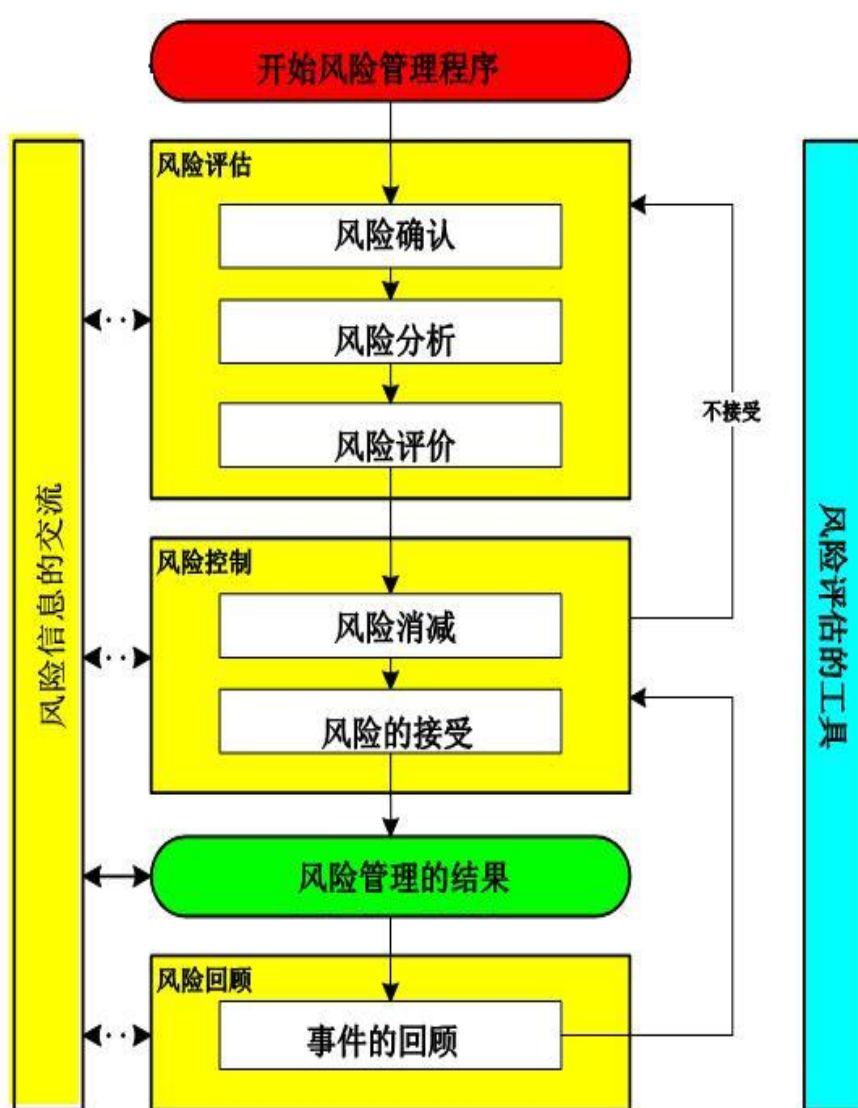 开始风险管理程序
风险评估
风险确认
风险分析
风险评价
不接受
风险控制
风险消减
风险的接受
风险管理的结果
风险回顾
事件的回顾
风险信息的交流
风险评估的工具